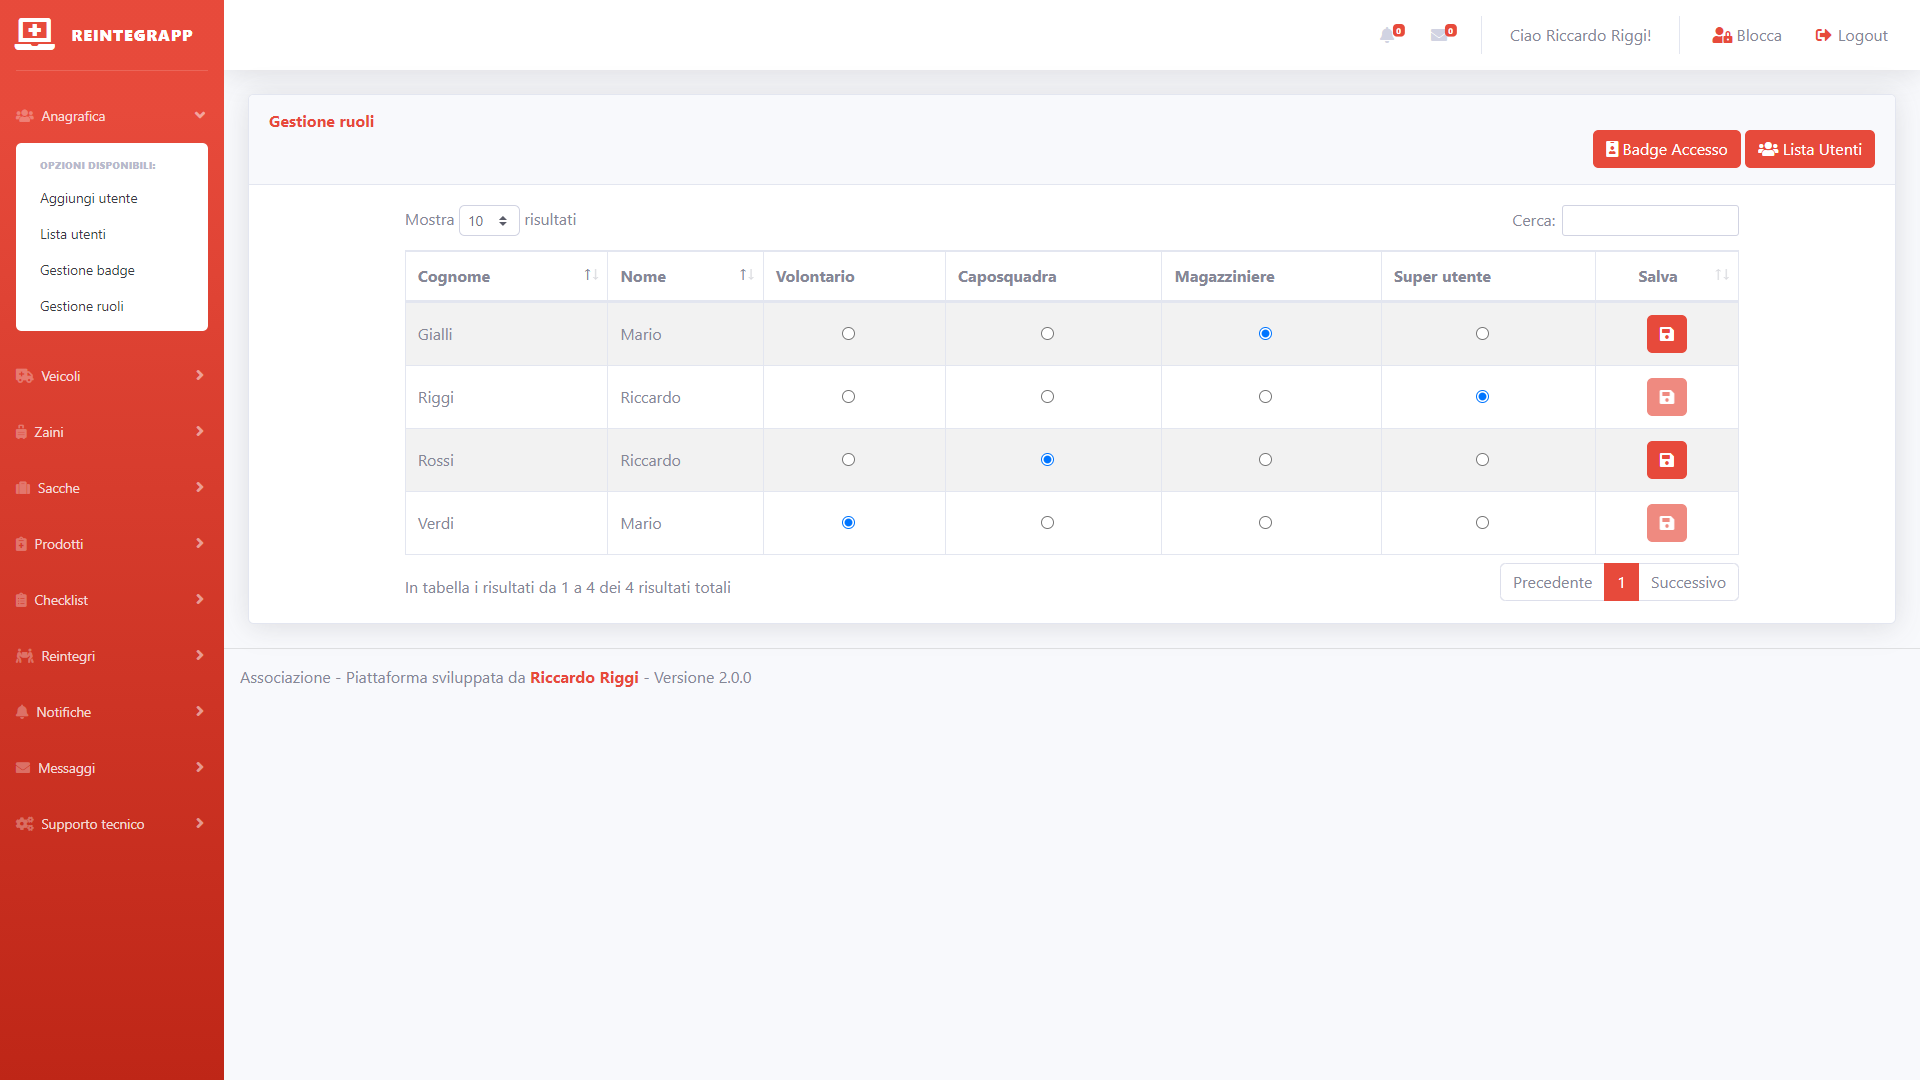 REINTEGRAPP
0
0
Ciao Riccardo Riggi!
Blocca
Logout
Anagrafica
OPZIONI DISPONIBILI:
Aggiungi utente
Lista utenti
Gestione badge
Gestione ruoli
Veicoli
Zaini
Sacche
Prodotti
Checklist
Reintegri
Notifiche
Messaggi
Supporto tecnico
Gestione ruoli
Badge Accesso
Lista Utenti
Mostra 10 risultati
Cerca:
Cognome Nome Volontario Caposquadra Magazziniere Super utente Salva
Gialli Mario
Riggi Riccardo
Rossi Riccardo
Verdi Mario
In tabella i risultati da 1 a 4 dei 4 risultati totali
Precedente 1 Successivo
Associazione - Piattaforma sviluppata da Riccardo Riggi - Versione 2.0.0